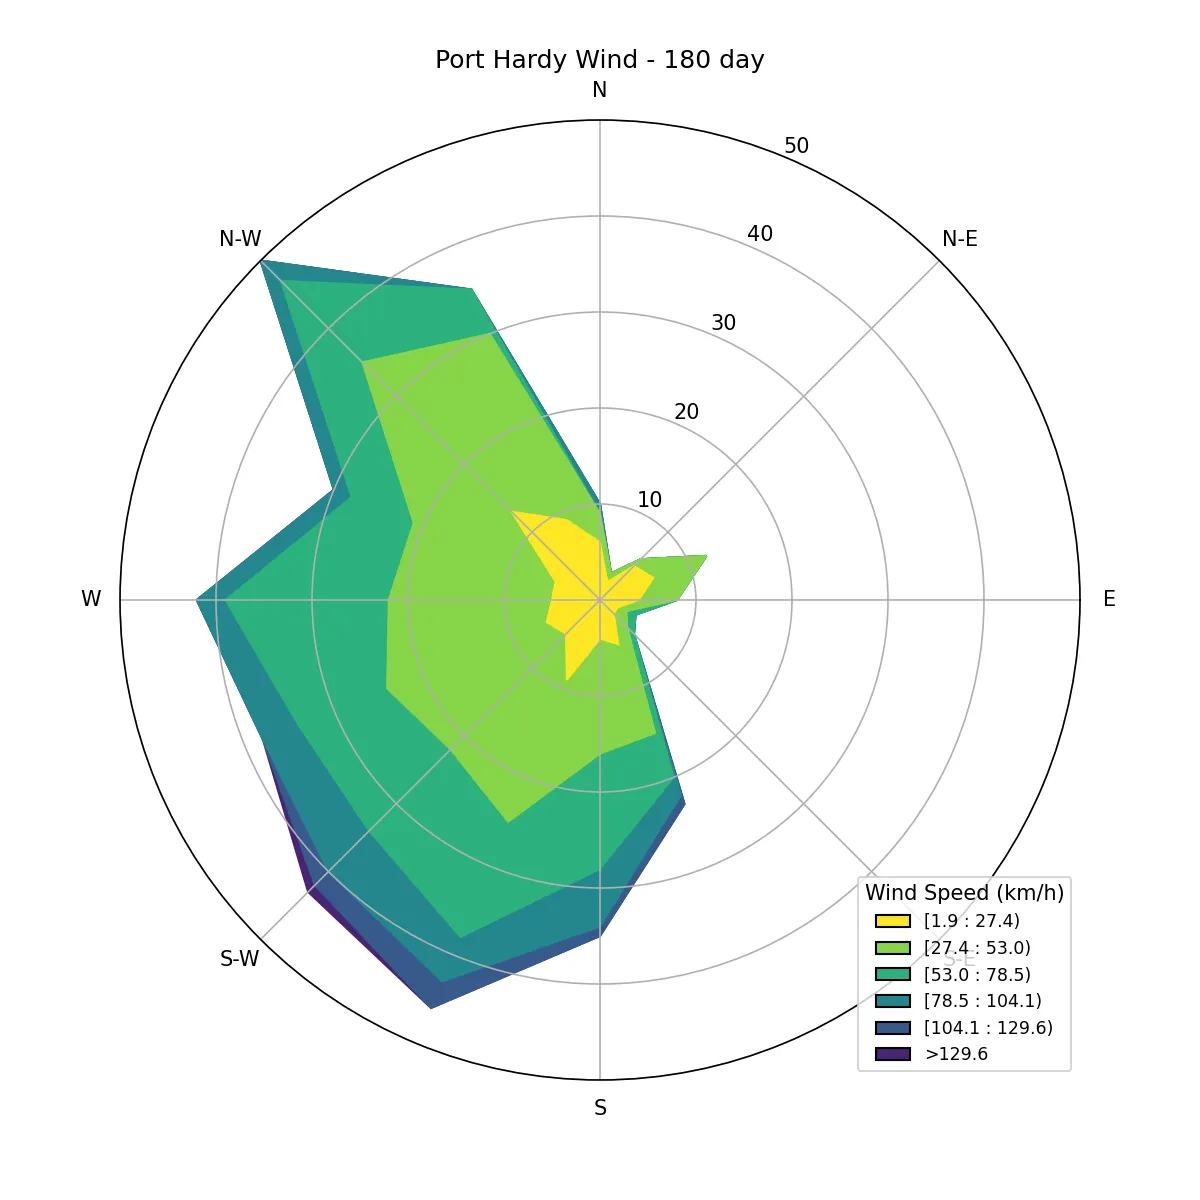 Port Hardy Wind - 180 day
N
50
N-W
40
N-E
30
20
10
W
E
S-W
S-E
S
Wind Speed (km/h)
[1.9 : 27.4)
[27.4 : 53.0)
[53.0 : 78.5)
[78.5 : 104.1)
[104.1 : 129.6)
>129.6